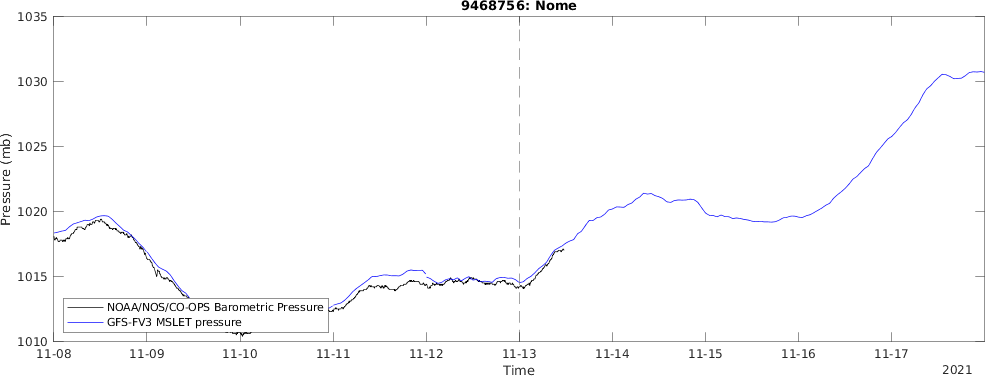 9468756: Nome
1035
1030
1025
1020
1015
1010
Pressure (mb)
NOAA/NOS/CO-OPS Barometric Pressure
GFS-FV3 MSLET pressure
11-08 11-09 11-10 11-11 11-12 11-13 11-14 11-15 11-16 11-17
Time
2021